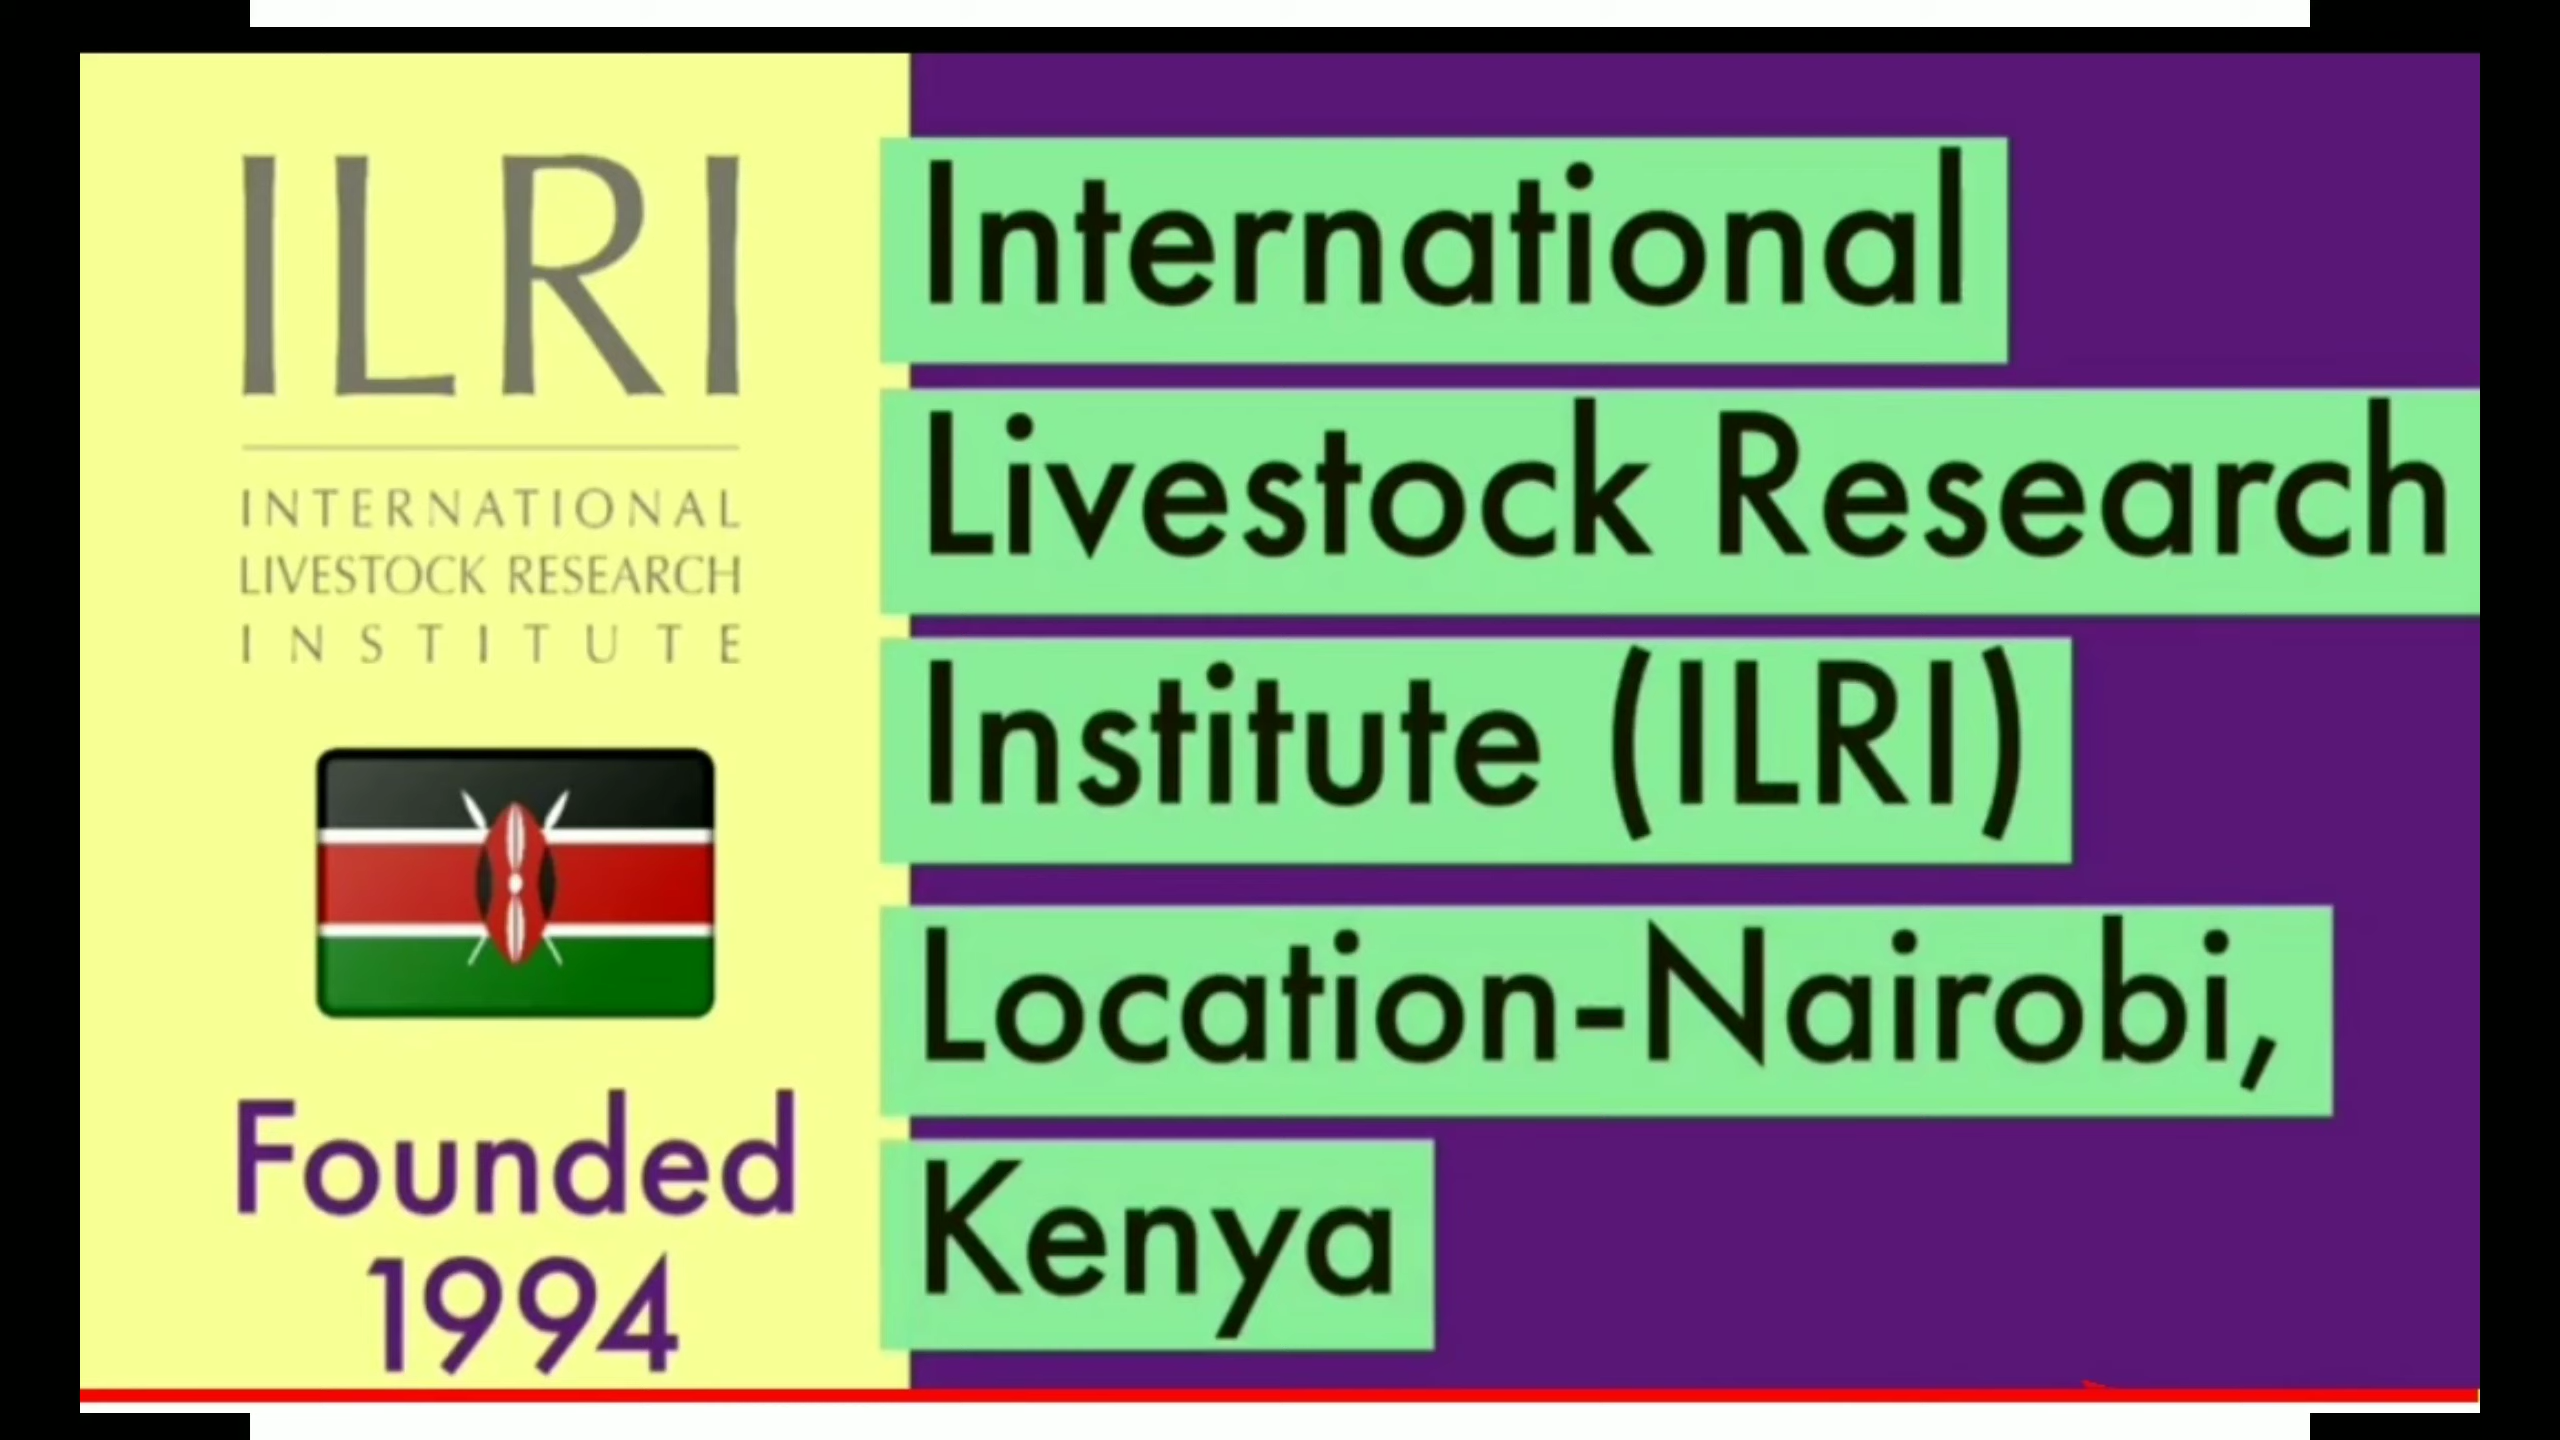 ILRI
INTERNATIONAL
LIVESTOCK RESEARCH
INSTITUTE
Founded
1994
International
Livestock Research
Institute (ILRI)
Location-Nairobi,
Kenya